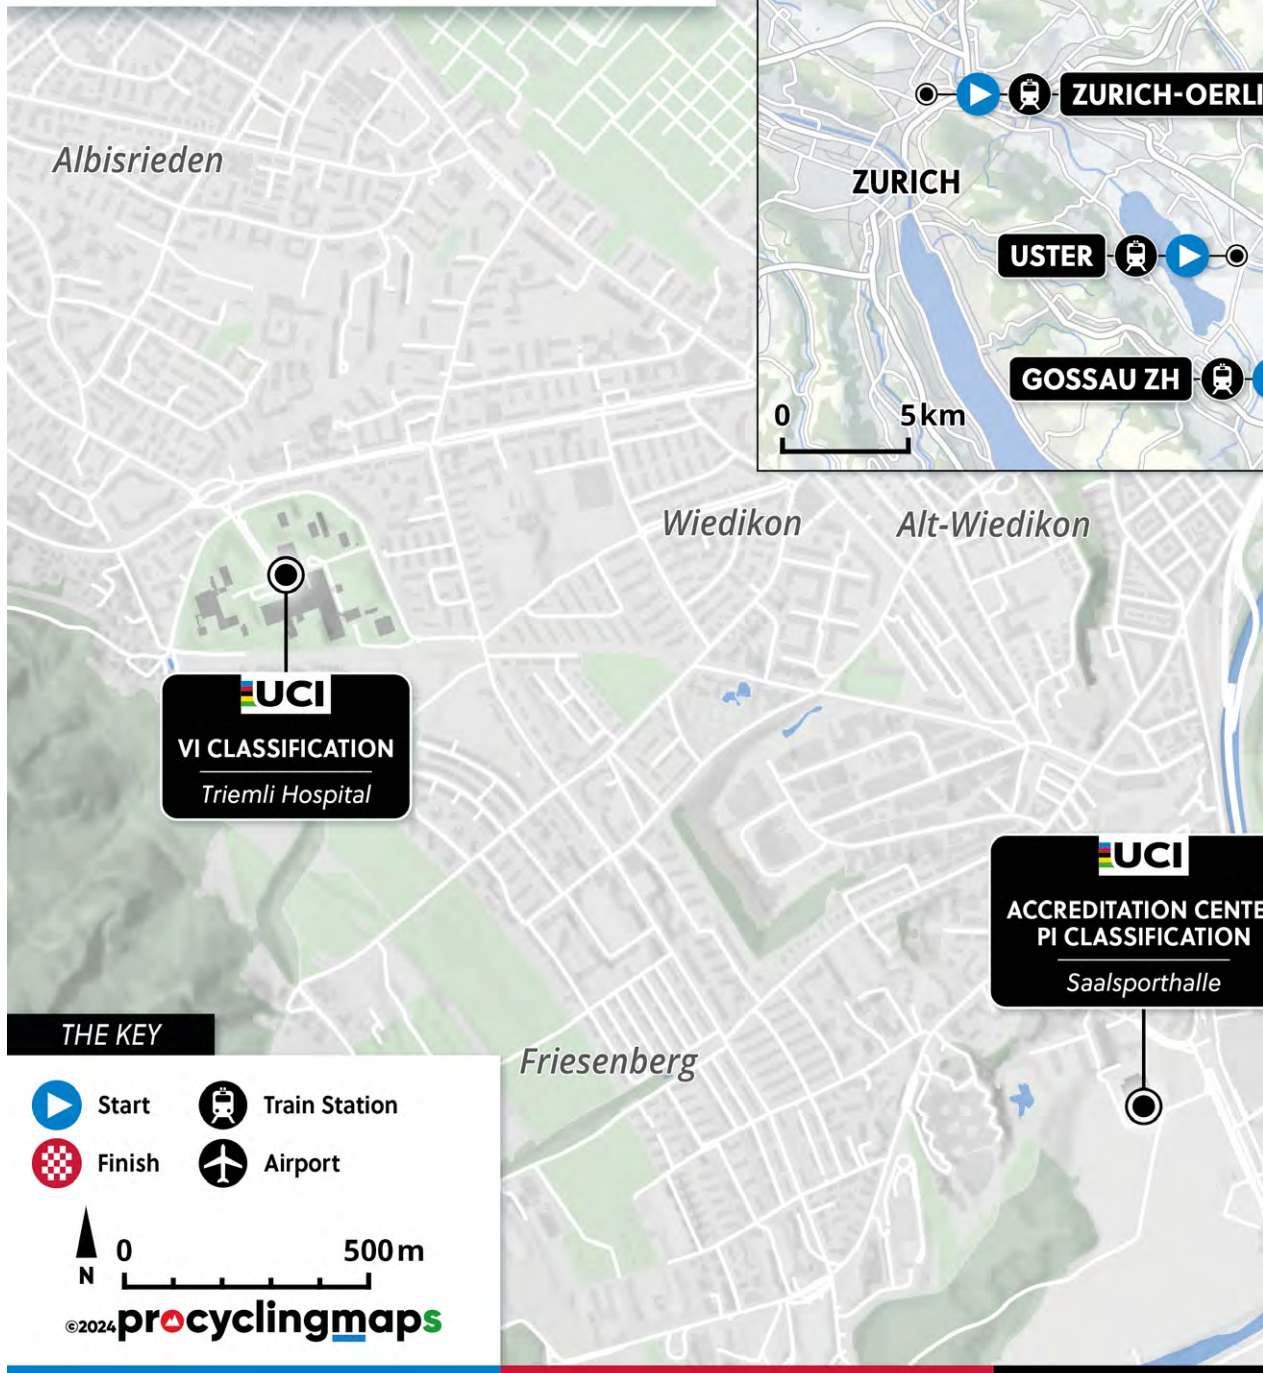 Albisrieden
ZURICH-OERLI
ZURICH
USTER
GOSSAU ZH
0 5 km
Wiedikon
Alt-Wiedikon
UCI
VI CLASSIFICATION
Triemli Hospital
UCI
ACCREDITATION CENTE
PI CLASSIFICATION
Saalsporthalle
Friesenberg
THE KEY
Start
Train Station
Finish
Airport
N
0 500 m
©2024 procyclingmaps